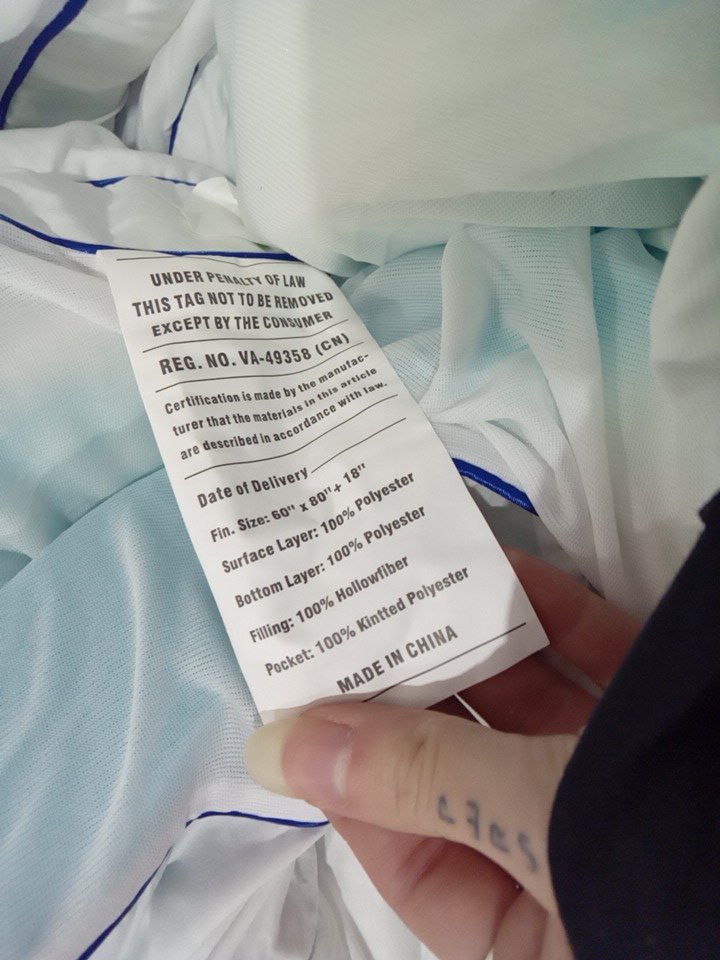 UNDER PENALTY OF LAW
THIS TAG NOT TO BE REMOVED
EXCEPT BY THE CONSUMER
REG. NO. VA-49358 (CN)
Certification is made by the manufac-
turer that the materials in this article
are described in accordance with law.
Date of Delivery
Fin. Size: 60" x 80" + 18"
Surface Layer: 100% Polyester
Bottom Layer: 100% Polyester
Filling: 100% Hollowfiber
Pocket: 100% Kintted Polyester
MADE IN CHINA